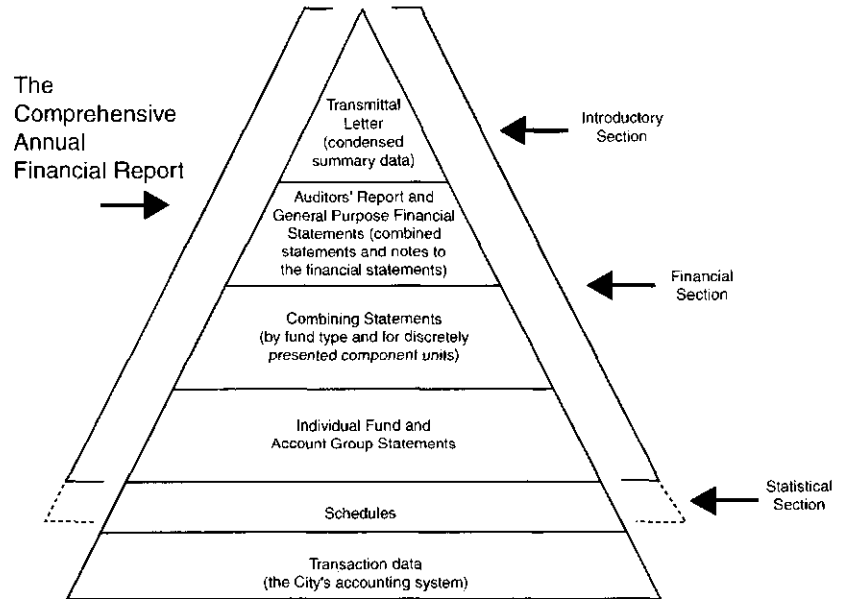 The
Comprehensive
Annual
Financial Report
Transmittal
Letter
(condensed
summary data)
Introductory
Section
Auditors' Report and
General Purpose Financial
Statements (combined
statements and notes to
the financial statements)
Financial
Section
Combining Statements
(by fund type and for discretely
presented component units)
Individual Fund and
Account Group Statements
Statistical
Section
Schedules
Transaction data
(the City's accounting system)